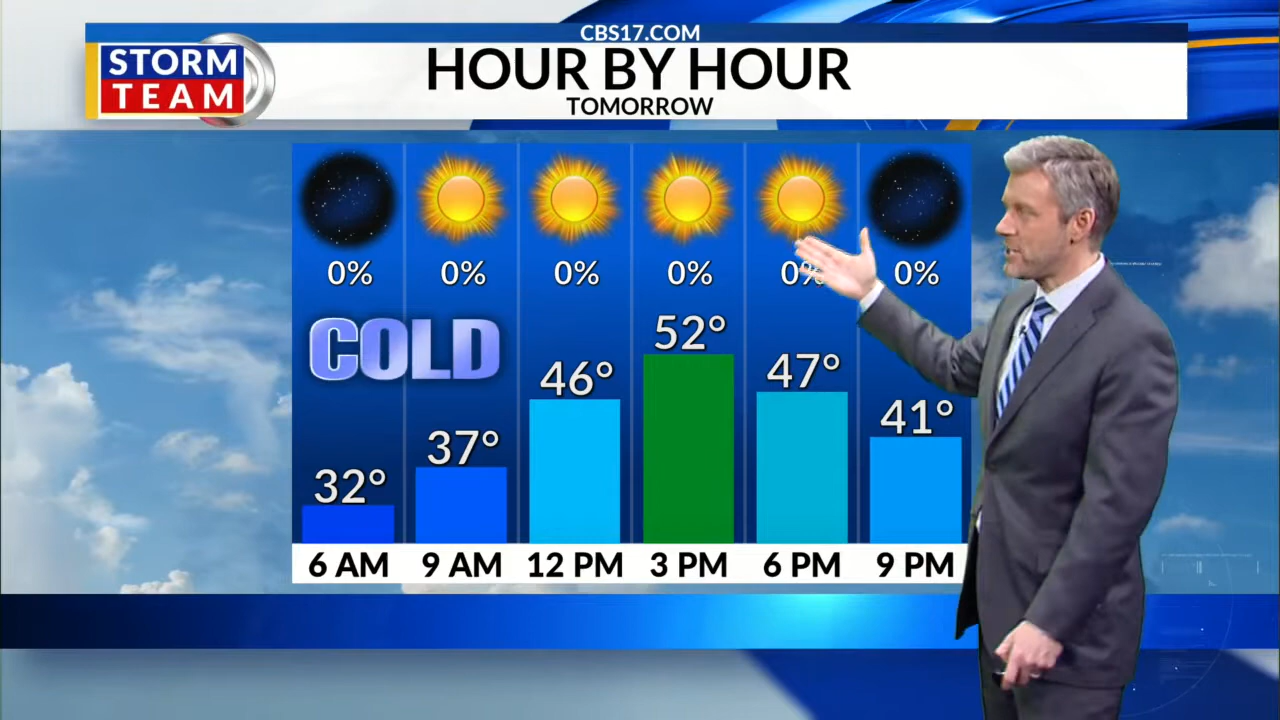 CBS17.COM
STORM
TEAM
HOUR BY HOUR
TOMORROW
0% 0% 0% 0% 0% 0%
COLD
32° 37° 46° 52° 47° 41°
6 AM 9 AM 12 PM 3 PM 6 PM 9 PM